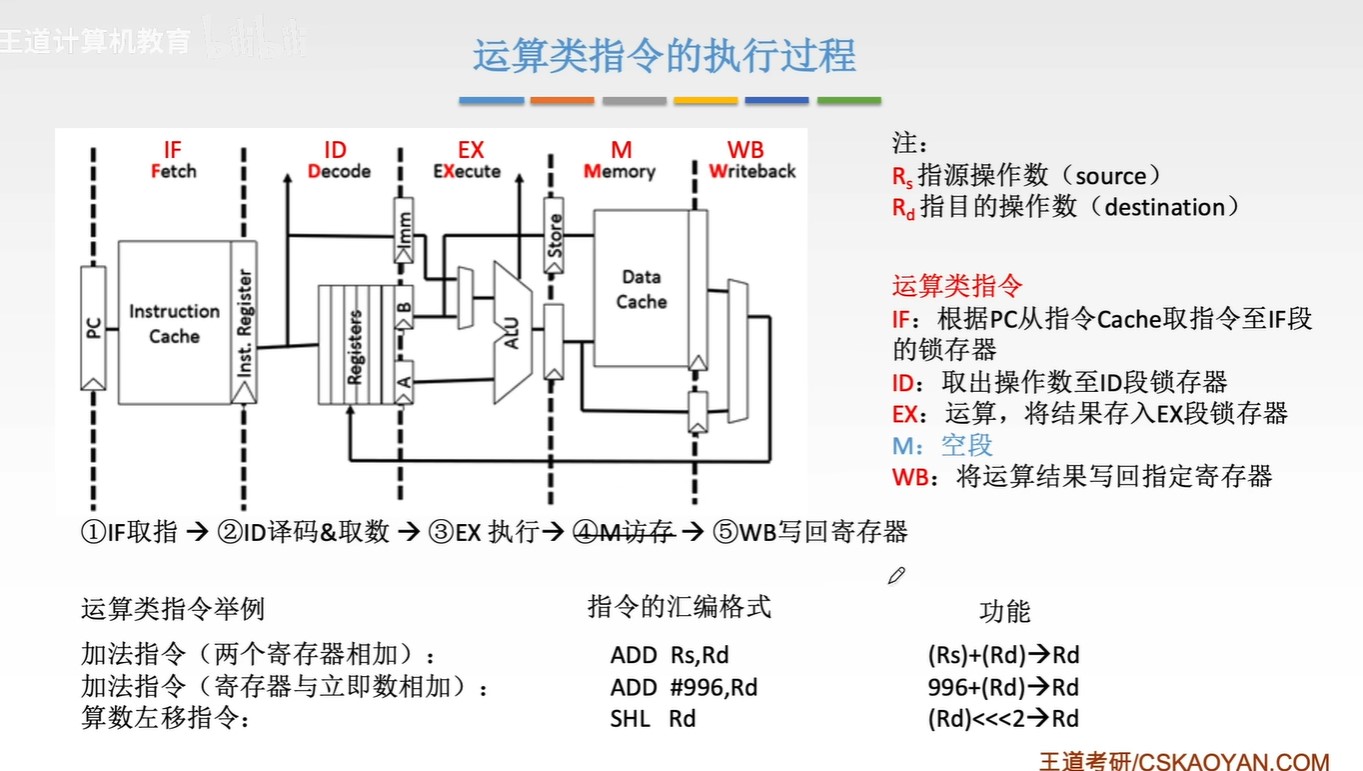 王道计算机教育
运算类指令的执行过程
IF
Fetch
ID
Decode
EX
EXecute
M
Memory
WB
Writeback
PC
Instruction
Cache
Inst. Register
Registers
Imm
B
A
ALU
Store
Data
Cache
注：
Rs 指源操作数（source）
Rd 指目的操作数（destination）
运算类指令
IF：根据PC从指令Cache取指令至IF段
的锁存器
ID：取出操作数至ID段锁存器
EX：运算，将结果存入EX段锁存器
M：空段
WB：将运算结果写回指定寄存器
①IF取指 → ②ID译码&取数 → ③EX 执行→ ④M访存 → ⑤WB写回寄存器
运算类指令举例 指令的汇编格式 功能
加法指令（两个寄存器相加）： ADD Rs,Rd (Rs)+(Rd)→Rd
加法指令（寄存器与立即数相加）： ADD #996,Rd 996+(Rd)→Rd
算数左移指令： SHL Rd (Rd)<<<2→Rd
王道考研/CSKAOYAN.COM